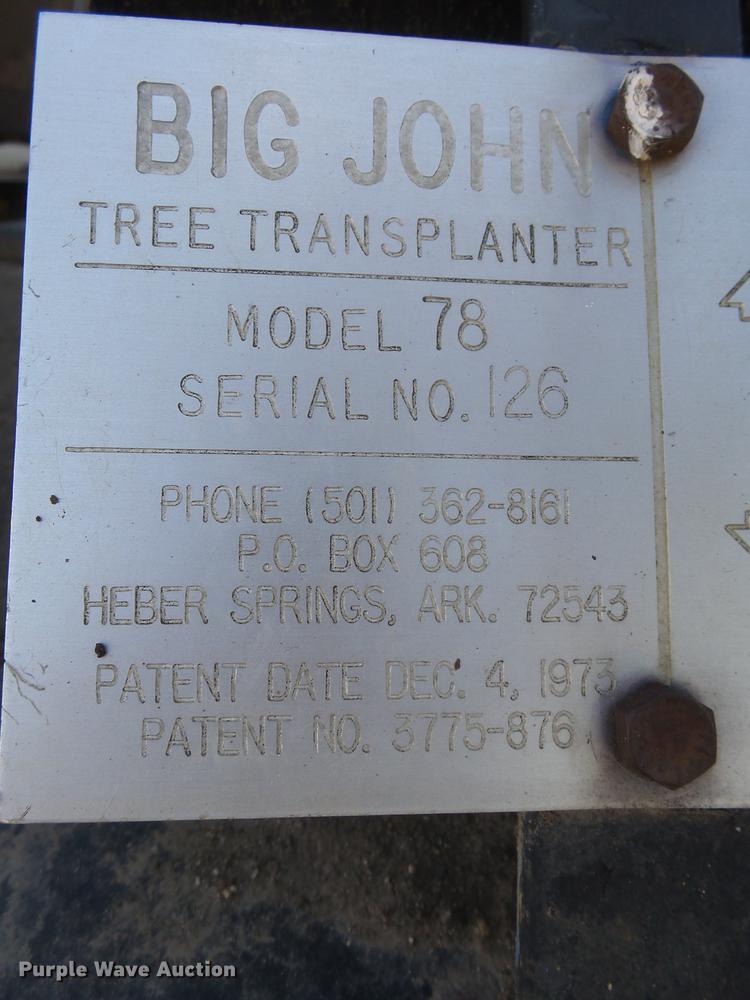 BIG JOHN
TREE TRANSPLANTER
MODEL 78
SERIAL NO. 126
PHONE (501) 362-8161
P.O. BOX 608
HEBER SPRINGS, ARK. 72543
PATENT DATE DEC. 4, 1973
PATENT NO. 3775-876
Purple Wave Auction